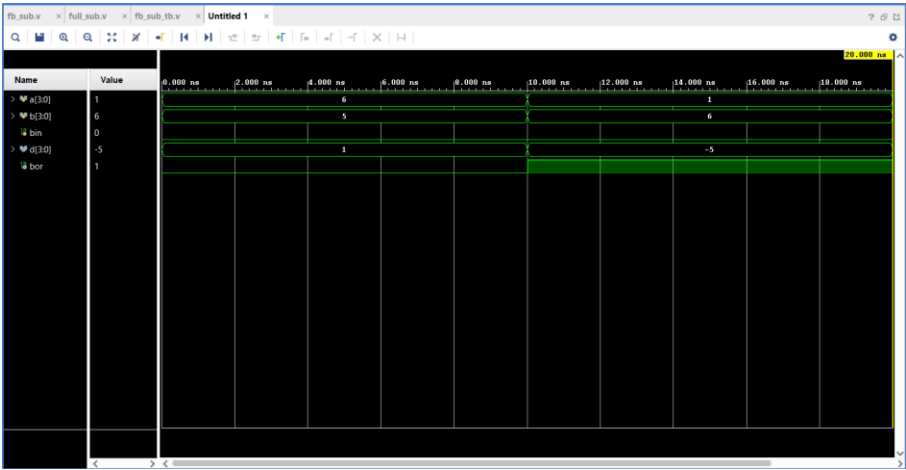 fb_sub.v × full_sub.v × fb_sub_tb.v × Untitled 1 ×
20.000 ns
Name Value 0.000 ns 2.000 ns 4.000 ns 6.000 ns 8.000 ns 10.000 ns 12.000 ns 14.000 ns 16.000 ns 18.000 ns
a[3:0] 1 6 1
b[3:0] 6 5 6
bin 0
d[3:0] -5 1 -5
bor 1